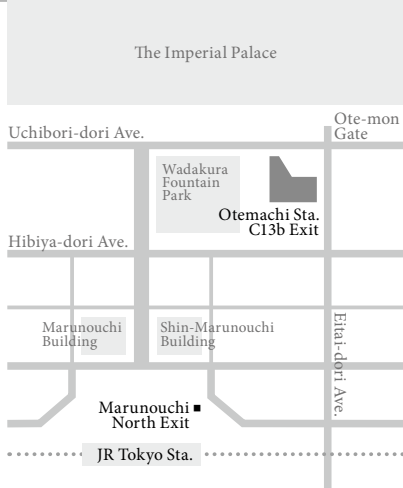 The Imperial Palace
Ote-mon
Gate
Uchibori-dori Ave.
Wadakura
Fountain
Park
Otemachi Sta.
C13b Exit
Hibiya-dori Ave.
Marunouchi
Building
Shin-Marunouchi
Building
Eitai-dori Ave.
Marunouchi
North Exit
JR Tokyo Sta.